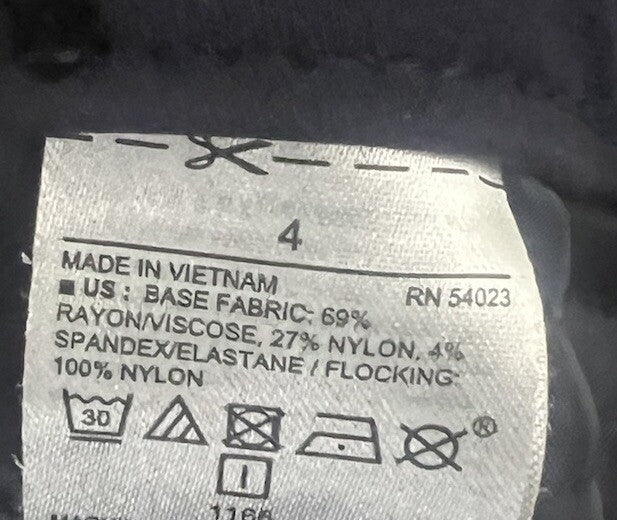 4
MADE IN VIETNAM
RN 54023
■ US : BASE FABRIC: 69%
RAYON/VISCOSE, 27% NYLON, 4%
SPANDEX/ELASTANE / FLOCKING:
100% NYLON
30
®
1166